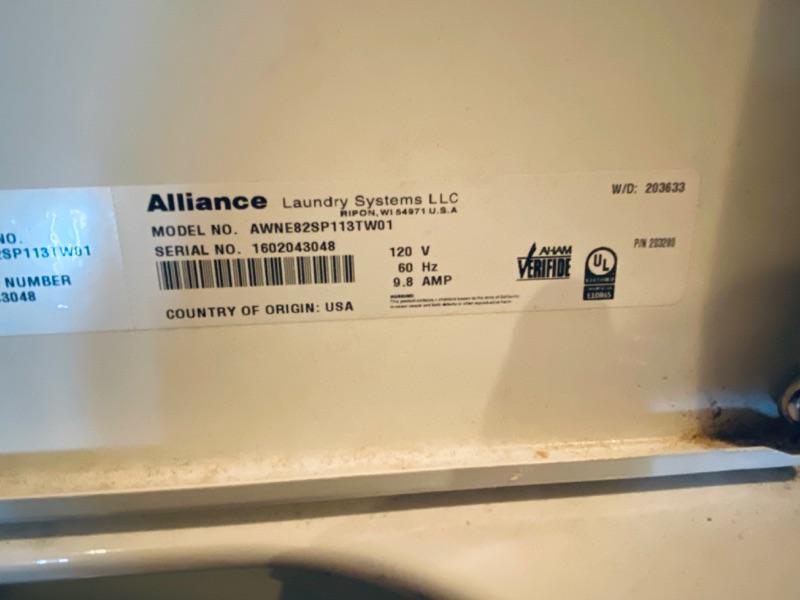 NO.
2SP113TW01
NUMBER
3048
Alliance Laundry Systems LLC
RIPON, WI 54971 U.S.A
MODEL NO. AWNE82SP113TW01
SERIAL NO. 1602043048
COUNTRY OF ORIGIN: USA
120 V
60 Hz
9.8 AMP
WARNING:
AHAM
VERIFIDE
UL
W/D: 203633